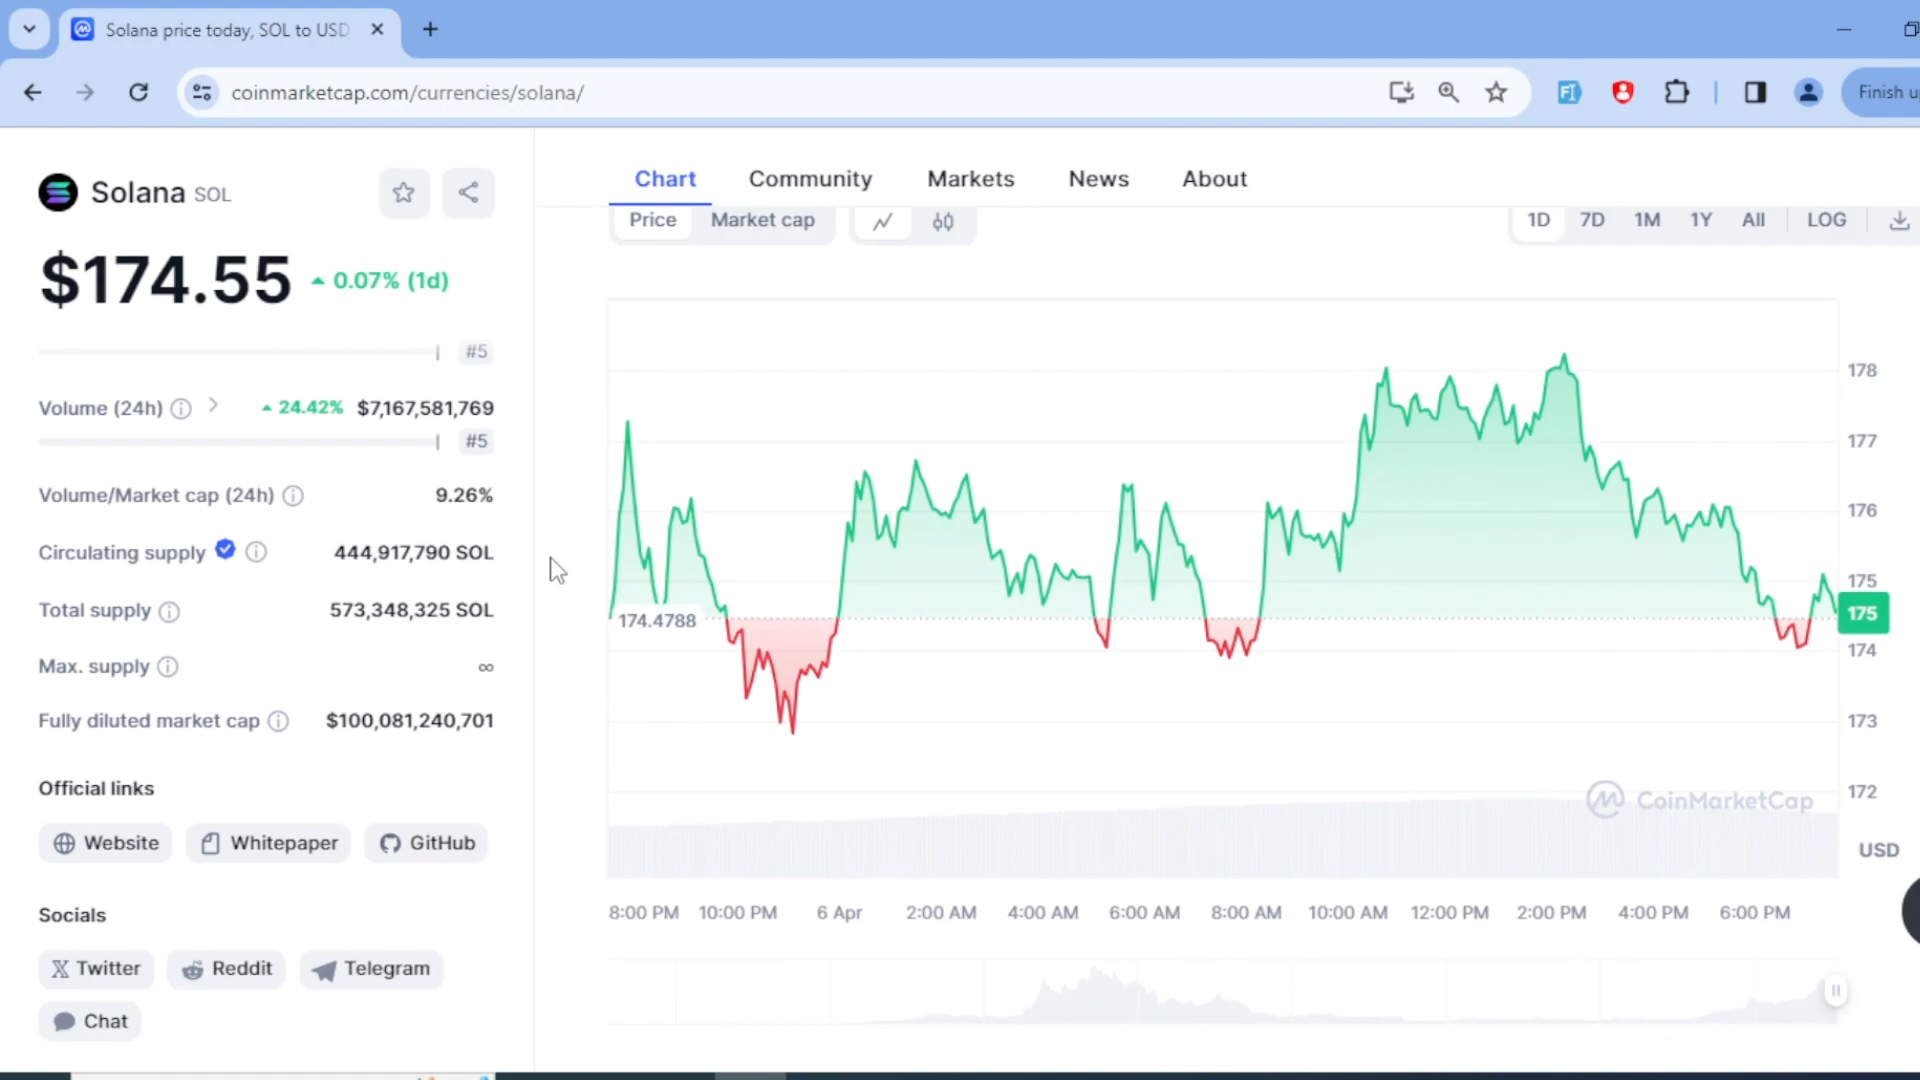 Solana price today, SOL to USD
coinmarketcap.com/currencies/solana/
Finish u
Solana SOL
$174.55 0.07% (1d)
#5
Volume (24h) 24.42% $7,167,581,769
#5
Volume/Market cap (24h) 9.26%
Circulating supply 444,917,790 SOL
Total supply 573,348,325 SOL
Max. supply ∞
Fully diluted market cap $100,081,240,701
Official links
Website Whitepaper GitHub
Socials
Twitter Reddit Telegram
Chat
Chart Community Markets News About
Price Market cap 1D 7D 1M 1Y All LOG
178
177
176
175
175
174.4788
174
173
172
CoinMarketCap
USD
8:00 PM 10:00 PM 6 Apr 2:00 AM 4:00 AM 6:00 AM 8:00 AM 10:00 AM 12:00 PM 2:00 PM 4:00 PM 6:00 PM